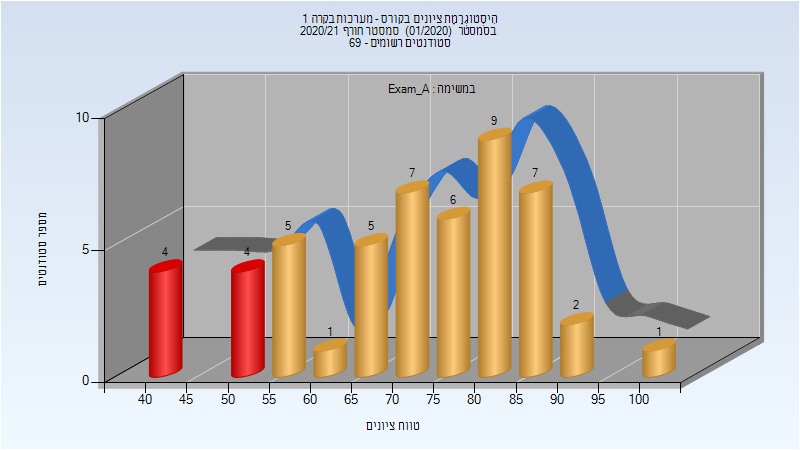 היסטוגרמת ציונים בקורס - מערכות בקרה 1
בסמסטר (01/2020) סמסטר חורף 2020/21
סטודנטים רשומים - 69
במשימה: Exam_A
מספר סטודנטים
10
5
0
4
4
5
1
5
7
6
9
7
2
1
40 45 50 55 60 65 70 75 80 85 90 95 100
טווח ציונים